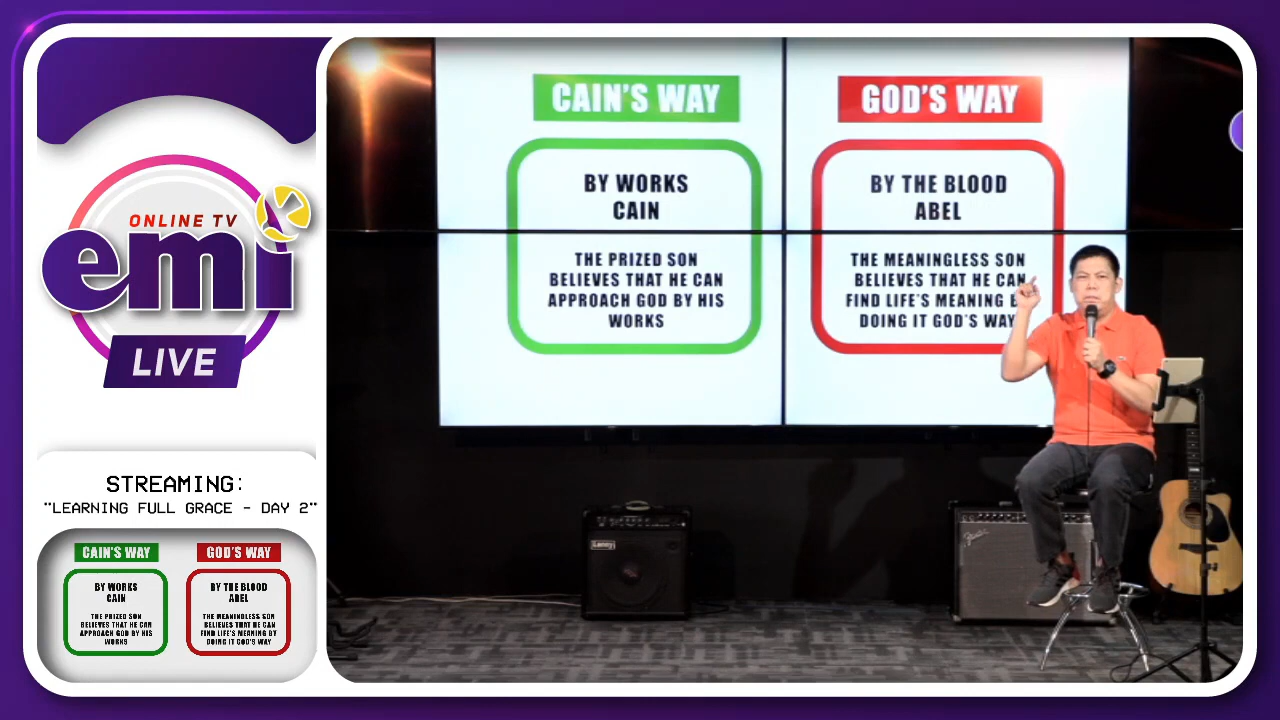 ONLINE TV
emi
LIVE
STREAMING:
"LEARNING FULL GRACE - DAY 2"
CAIN'S WAY
BY WORKS
CAIN
THE PRIZED SON
BELIEVES THAT HE CAN
APPROACH GOD BY HIS
WORKS
GOD'S WAY
BY THE BLOOD
ABEL
THE MEANINGLESS SON
BELIEVES THAT HE CAN
FIND LIFE'S MEANING BY
DOING IT GOD'S WAY
CAIN'S WAY
BY WORKS
CAIN
THE PRIZED SON
BELIEVES THAT HE CAN
APPROACH GOD BY HIS
WORKS
GOD'S WAY
BY THE BLOOD
ABEL
THE MEANINGLESS SON
BELIEVES THAT HE CAN
FIND LIFE'S MEANING B
DOING IT GOD'S WAY
Laney
Fender